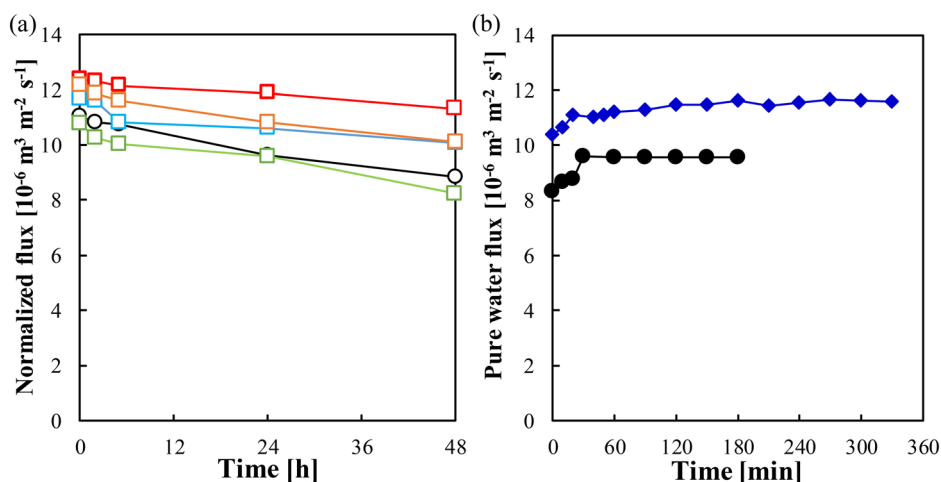 (a)
Normalized flux [10⁻⁶ m³ m⁻² s⁻¹]
14
12
10
8
6
4
2
0
0 12 24 36 48
Time [h]
(b)
Pure water flux [10⁻⁶ m³ m⁻² s⁻¹]
14
12
10
8
6
4
2
0
0 60 120 180 240 300 360
Time [min]